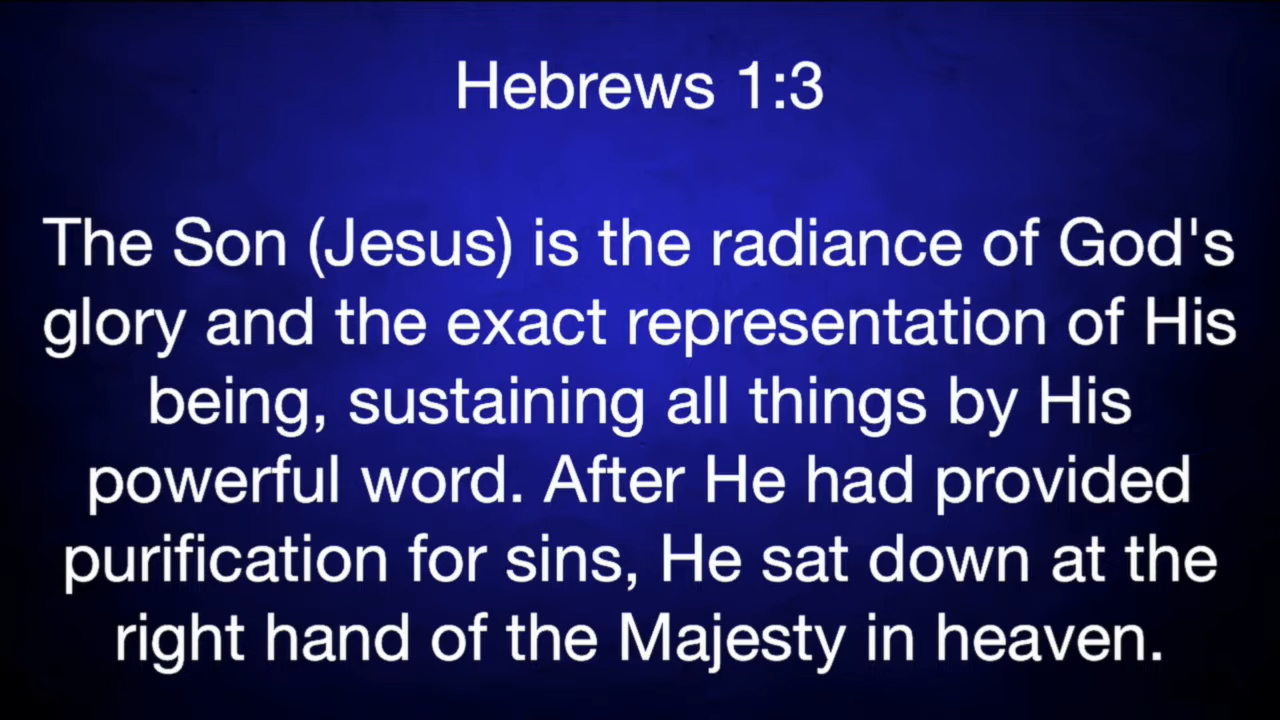 Hebrews 1:3
The Son (Jesus) is the radiance of God's
glory and the exact representation of His
being, sustaining all things by His
powerful word. After He had provided
purification for sins, He sat down at the
right hand of the Majesty in heaven.